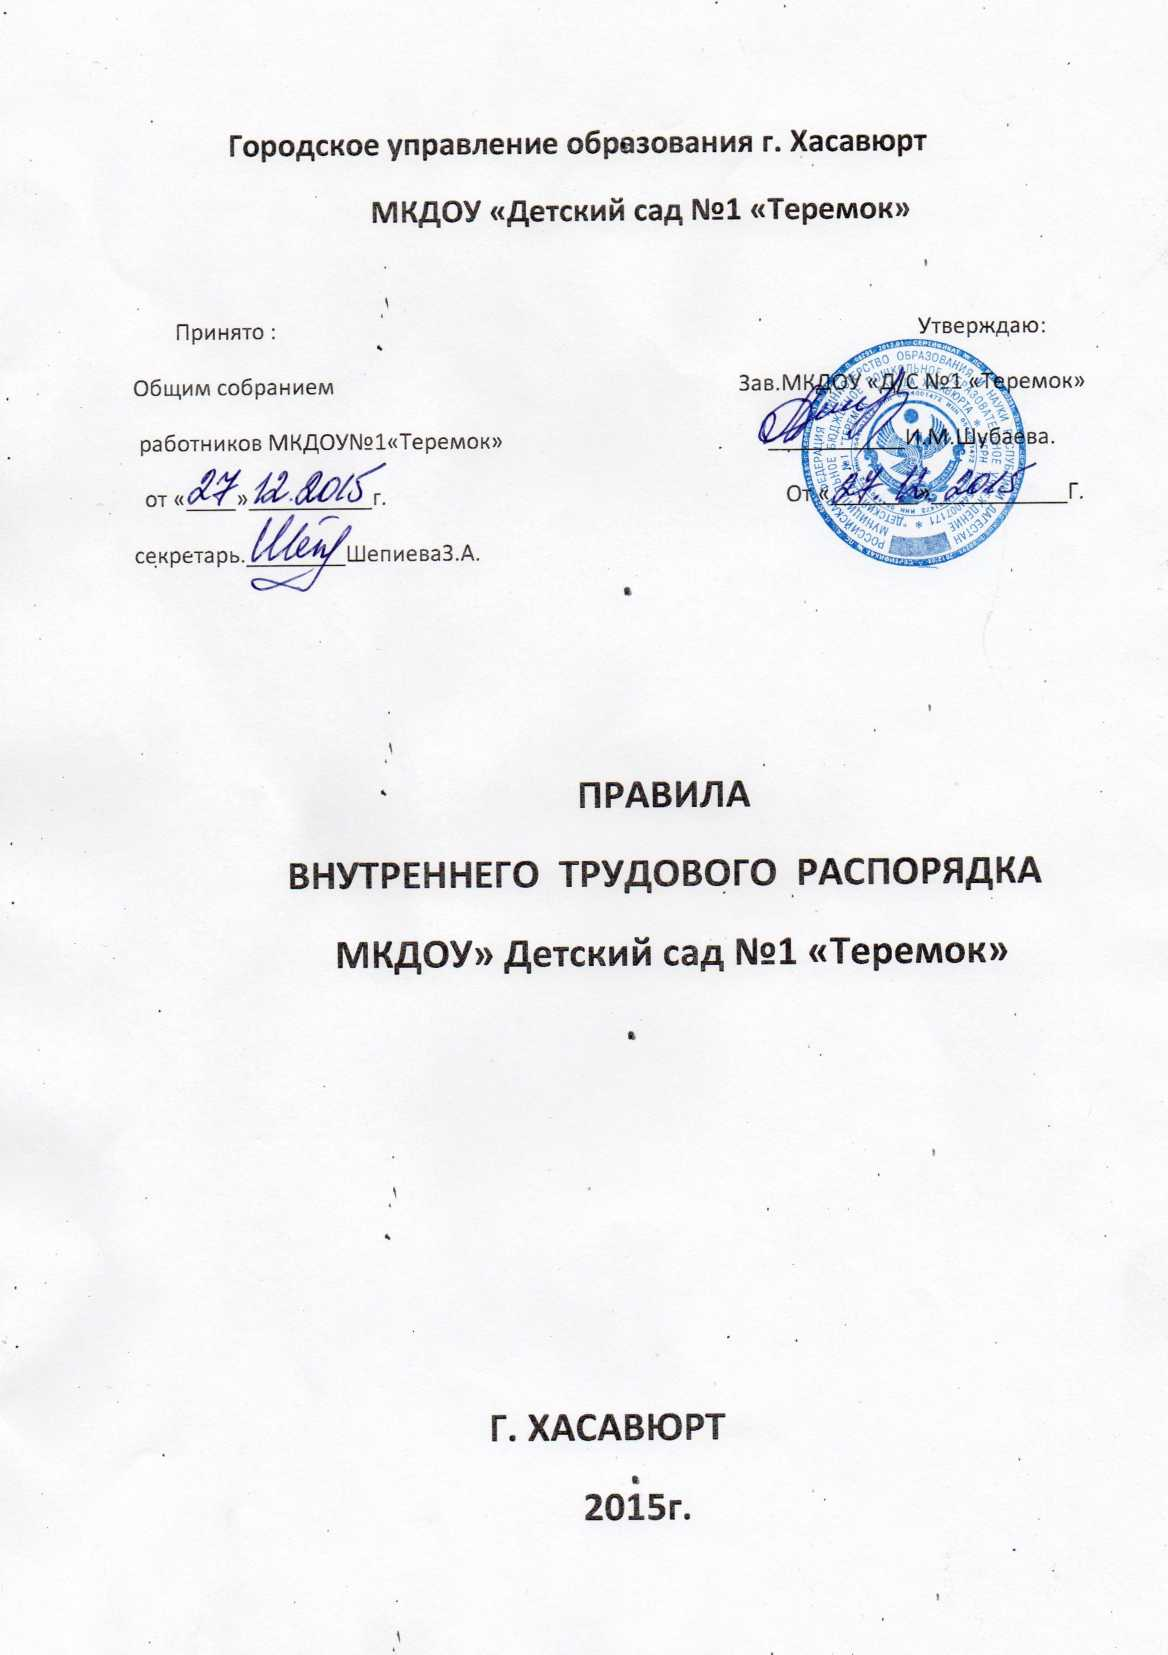 Городское управление образования г. Хасавюрт
МКДОУ «Детский сад №1 «Теремок»
Принято :
Общим собранием
работников МКДОУ№1«Теремок»
от «27» 12.2015 г.
секретарь. ШепиеваЗ.А.
Утверждаю:
Зав.МКДОУ «Д/С №1 «Теремок»
И.М.Шубаева.
От «27 12», 2015 Г.
ПРАВИЛА
ВНУТРЕННЕГО ТРУДОВОГО РАСПОРЯДКА
МКДОУ» Детский сад №1 «Теремок»
Г. ХАСАВЮРТ
2015г.